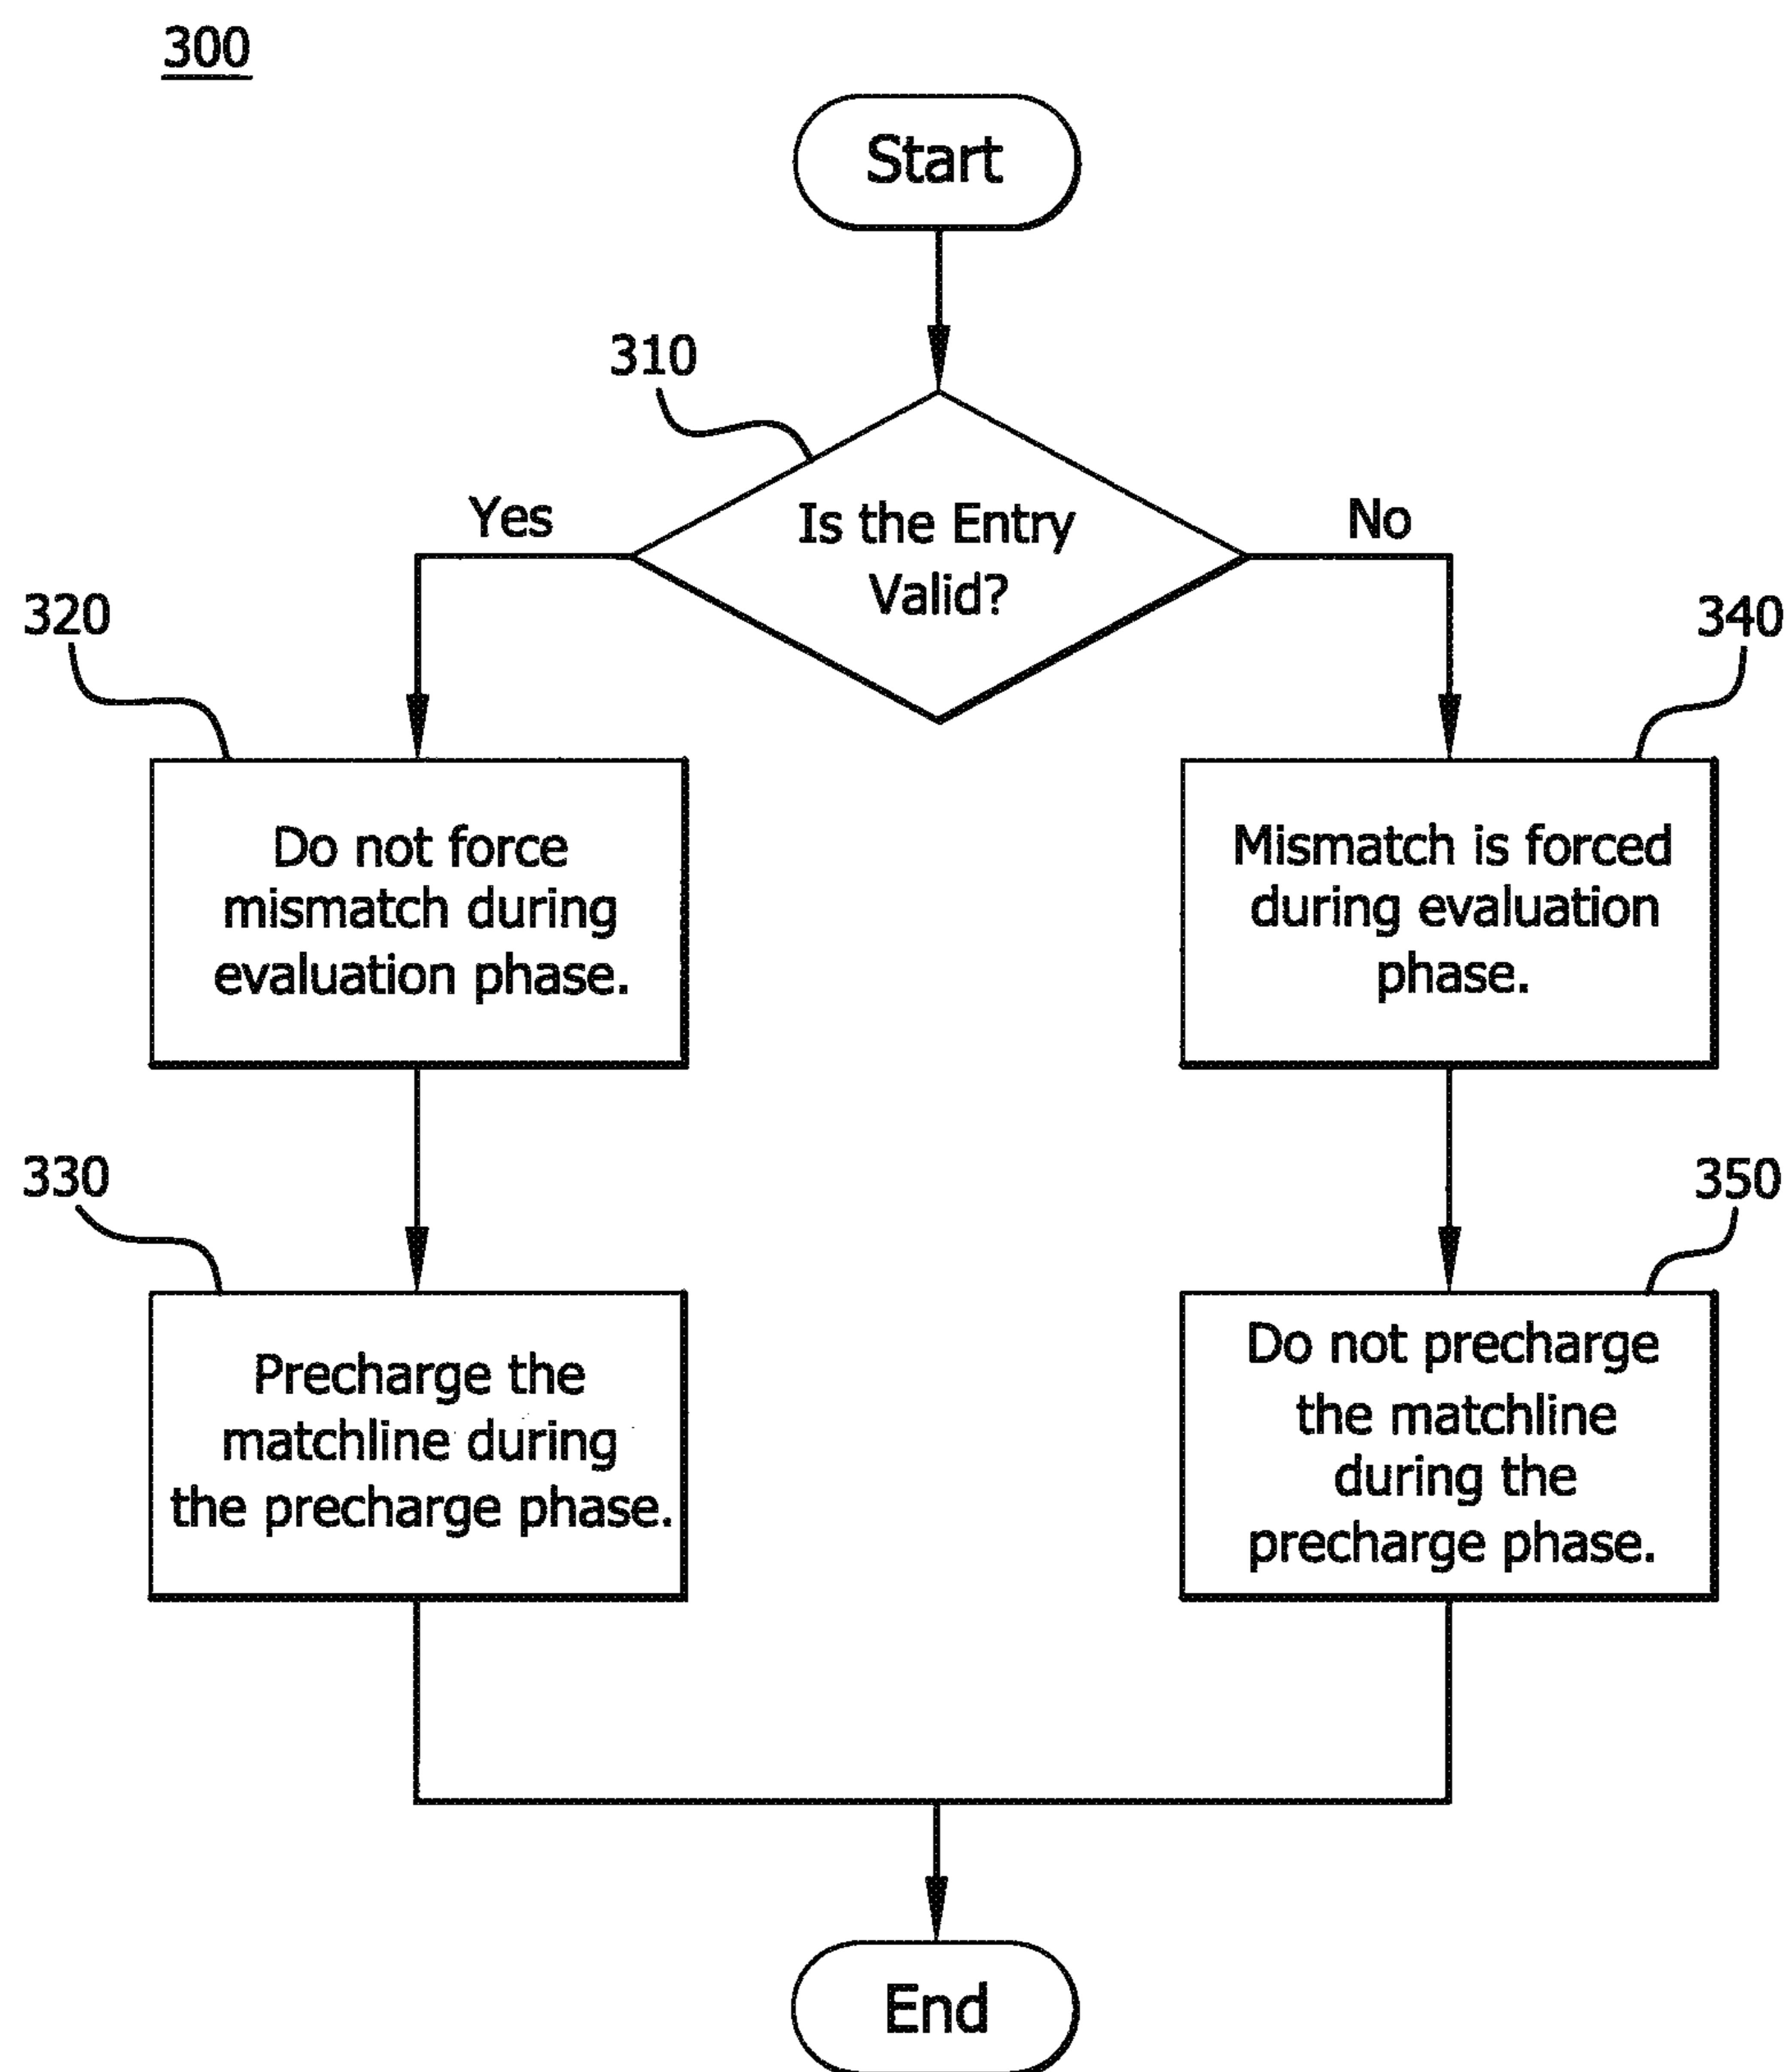 300
Start
310
Yes
Is the Entry
Valid?
No
320
340
Do not force
mismatch during
evaluation phase.
Mismatch is forced
during evaluation
phase.
330
350
Precharge the
matchline during
the precharge phase.
Do not precharge
the matchline
during the
precharge phase.
End